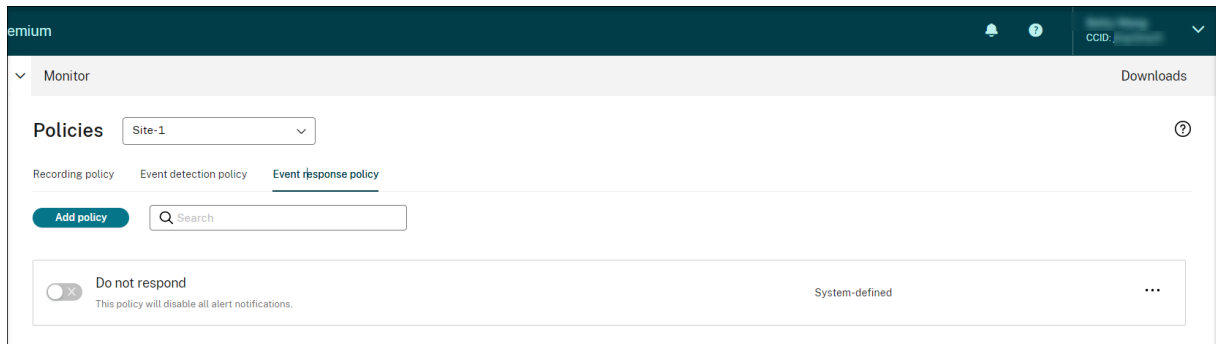 emium
CCID:
Monitor
Downloads
Policies
Site-1
Recording policy
Event detection policy
Event response policy
Add policy
Search
Do not respond
This policy will disable all alert notifications.
System-defined